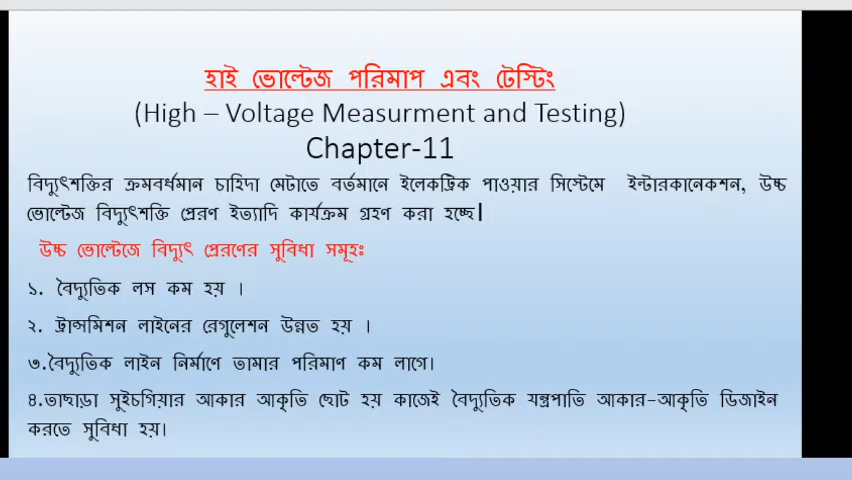 হাই ভোল্টেজ পরিমাপ এবং টেস্টিং
(High – Voltage Measurment and Testing)
Chapter-11
বিদ্যুৎশক্তির ক্রমবর্ধমান চাহিদা মেটাতে বর্তমানে ইলেকট্রিক পাওয়ার সিস্টেমে ইন্টারকানেকশন, উচ্চ
ভোল্টেজ বিদ্যুৎশক্তি প্রেরণ ইত্যাদি কার্যক্রম গ্রহণ করা হচ্ছে|
উচ্চ ভোল্টেজে বিদ্যুৎ প্রেরণের সুবিধা সমূহঃ
১. বৈদ্যুতিক লস কম হয় ।
২. ট্রান্সমিশন লাইনের রেগুলেশন উন্নত হয় ।
৩.বৈদ্যুতিক লাইন নির্মাণে তামার পরিমাণ কম লাগে।
৪.তাছাড়া সুইচগিয়ার আকার আকৃতি ছোট হয় কাজেই বৈদ্যুতিক যন্ত্রপাতি আকার-আকৃতি ডিজাইন
করতে সুবিধা হয়।